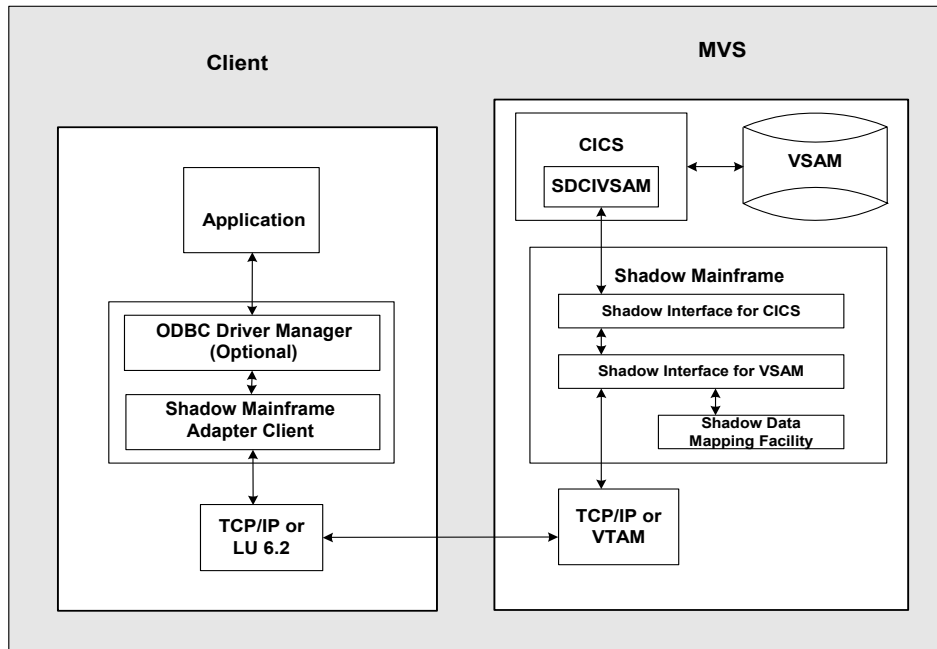 Client
Application
ODBC Driver Manager
(Optional)
Shadow Mainframe
Adapter Client
TCP/IP or
LU 6.2
MVS
CICS
SDCIVSAM
VSAM
Shadow Mainframe
Shadow Interface for CICS
Shadow Interface for VSAM
Shadow Data
Mapping Facility
TCP/IP or
VTAM